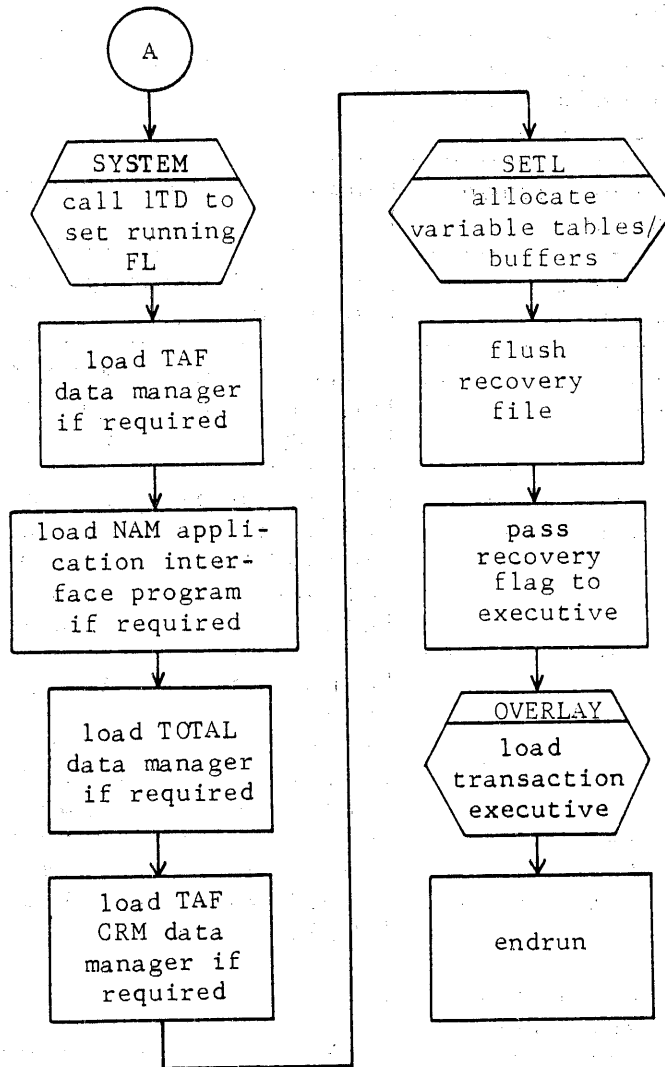 A
SYSTEM
call 1TD to
set running
FL
load TAF
data manager
if required
load NAM appli-
cation inter-
face program
if required
load TOTAL
data manager
if required
load TAF
CRM data
manager if
required
SETL
allocate
variable tables/
buffers
flush
recovery
file
pass
recovery
flag to
executive
OVERLAY
load
transaction
executive
endrun